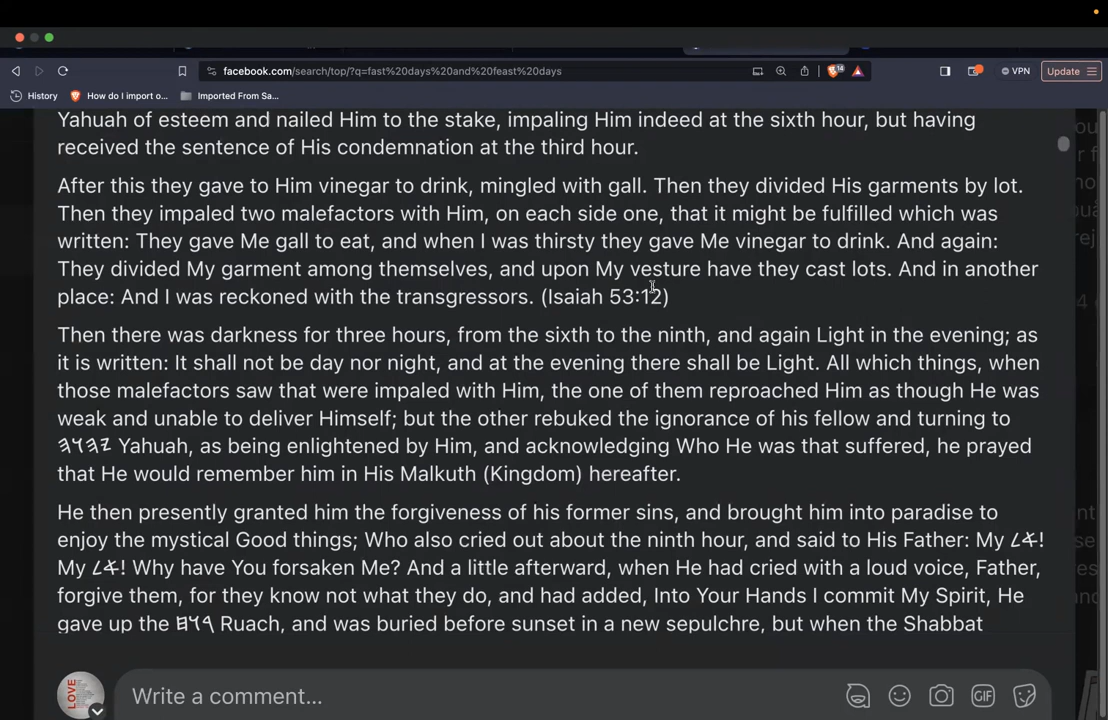 facebook.com/search/top/?q=fast%20days%20and%20feast%20days
14
VPN
Update
History
How do I import o...
Imported From Sa...
Yahuah of esteem and nailed Him to the stake, impaling Him indeed at the sixth hour, but having
received the sentence of His condemnation at the third hour.
After this they gave to Him vinegar to drink, mingled with gall. Then they divided His garments by lot.
Then they impaled two malefactors with Him, on each side one, that it might be fulfilled which was
written: They gave Me gall to eat, and when I was thirsty they gave Me vinegar to drink. And again:
They divided My garment among themselves, and upon My vesture have they cast lots. And in another
place: And I was reckoned with the transgressors. (Isaiah 53:12)
Then there was darkness for three hours, from the sixth to the ninth, and again Light in the evening; as
it is written: It shall not be day nor night, and at the evening there shall be Light. All which things, when
those malefactors saw that were impaled with Him, the one of them reproached Him as though He was
weak and unable to deliver Himself; but the other rebuked the ignorance of his fellow and turning to
𐤄𐤅𐤄𐤉 Yahuah, as being enlightened by Him, and acknowledging Who He was that suffered, he prayed
that He would remember him in His Malkuth (Kingdom) hereafter.
He then presently granted him the forgiveness of his former sins, and brought him into paradise to
enjoy the mystical Good things; Who also cried out about the ninth hour, and said to His Father: My 𐤋𐤀!
My 𐤋𐤀! Why have You forsaken Me? And a little afterward, when He had cried with a loud voice, Father,
forgive them, for they know not what they do, and had added, Into Your Hands I commit My Spirit, He
gave up the 𐤇𐤅𐤓 Ruach, and was buried before sunset in a new sepulchre, but when the Shabbat
LOVE
Write a comment...
GIF